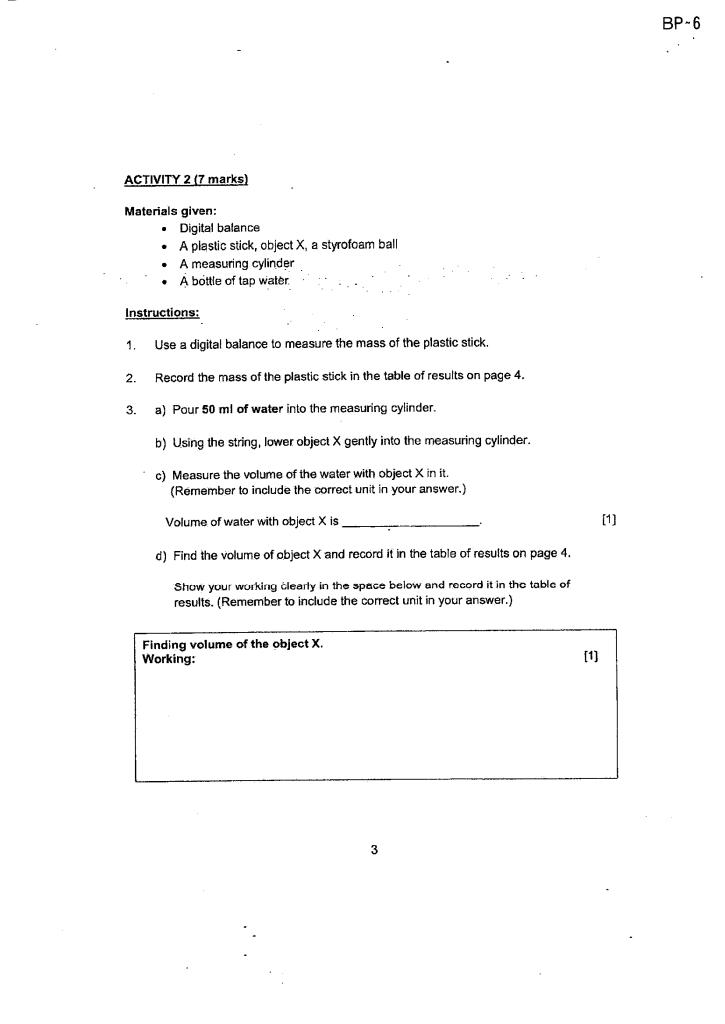 BP-6
ACTIVITY 2 (7 marks)
Materials given:
• Digital balance
• A plastic stick, object X, a styrofoam ball
• A measuring cylinder
• A bottle of tap water.
Instructions:
1. Use a digital balance to measure the mass of the plastic stick.
2. Record the mass of the plastic stick in the table of results on page 4.
3. a) Pour 50 ml of water into the measuring cylinder.
b) Using the string, lower object X gently into the measuring cylinder.
c) Measure the volume of the water with object X in it.
(Remember to include the correct unit in your answer.)
Volume of water with object X is ____________________. [1]
d) Find the volume of object X and record it in the table of results on page 4.
Show your working clearly in the space below and record it in the table of
results. (Remember to include the correct unit in your answer.)
Finding volume of the object X.
Working: [1]
3